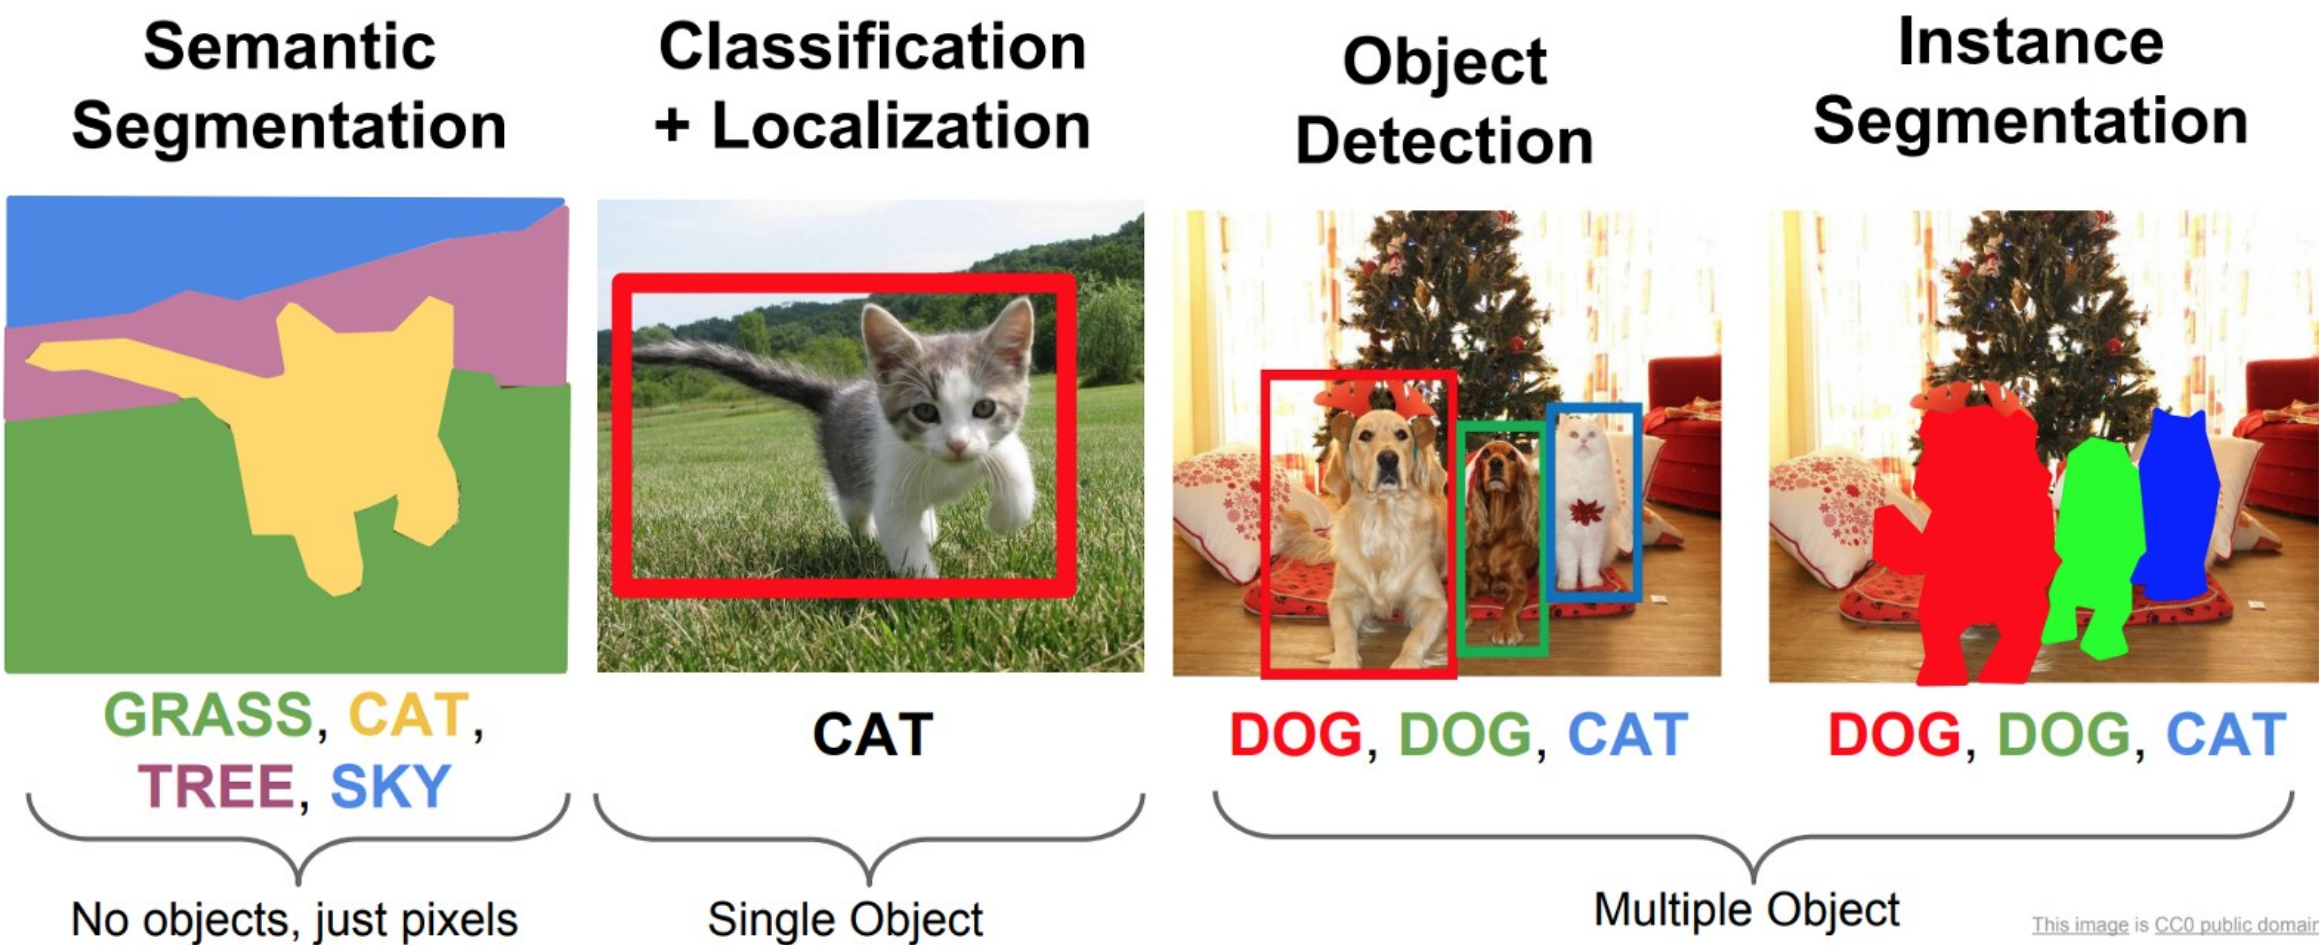 Semantic
Segmentation
Classification
+ Localization
Object
Detection
Instance
Segmentation
GRASS, CAT,
TREE, SKY
CAT
DOG, DOG, CAT
DOG, DOG, CAT
No objects, just pixels
Single Object
Multiple Object
This image is CC0 public domain